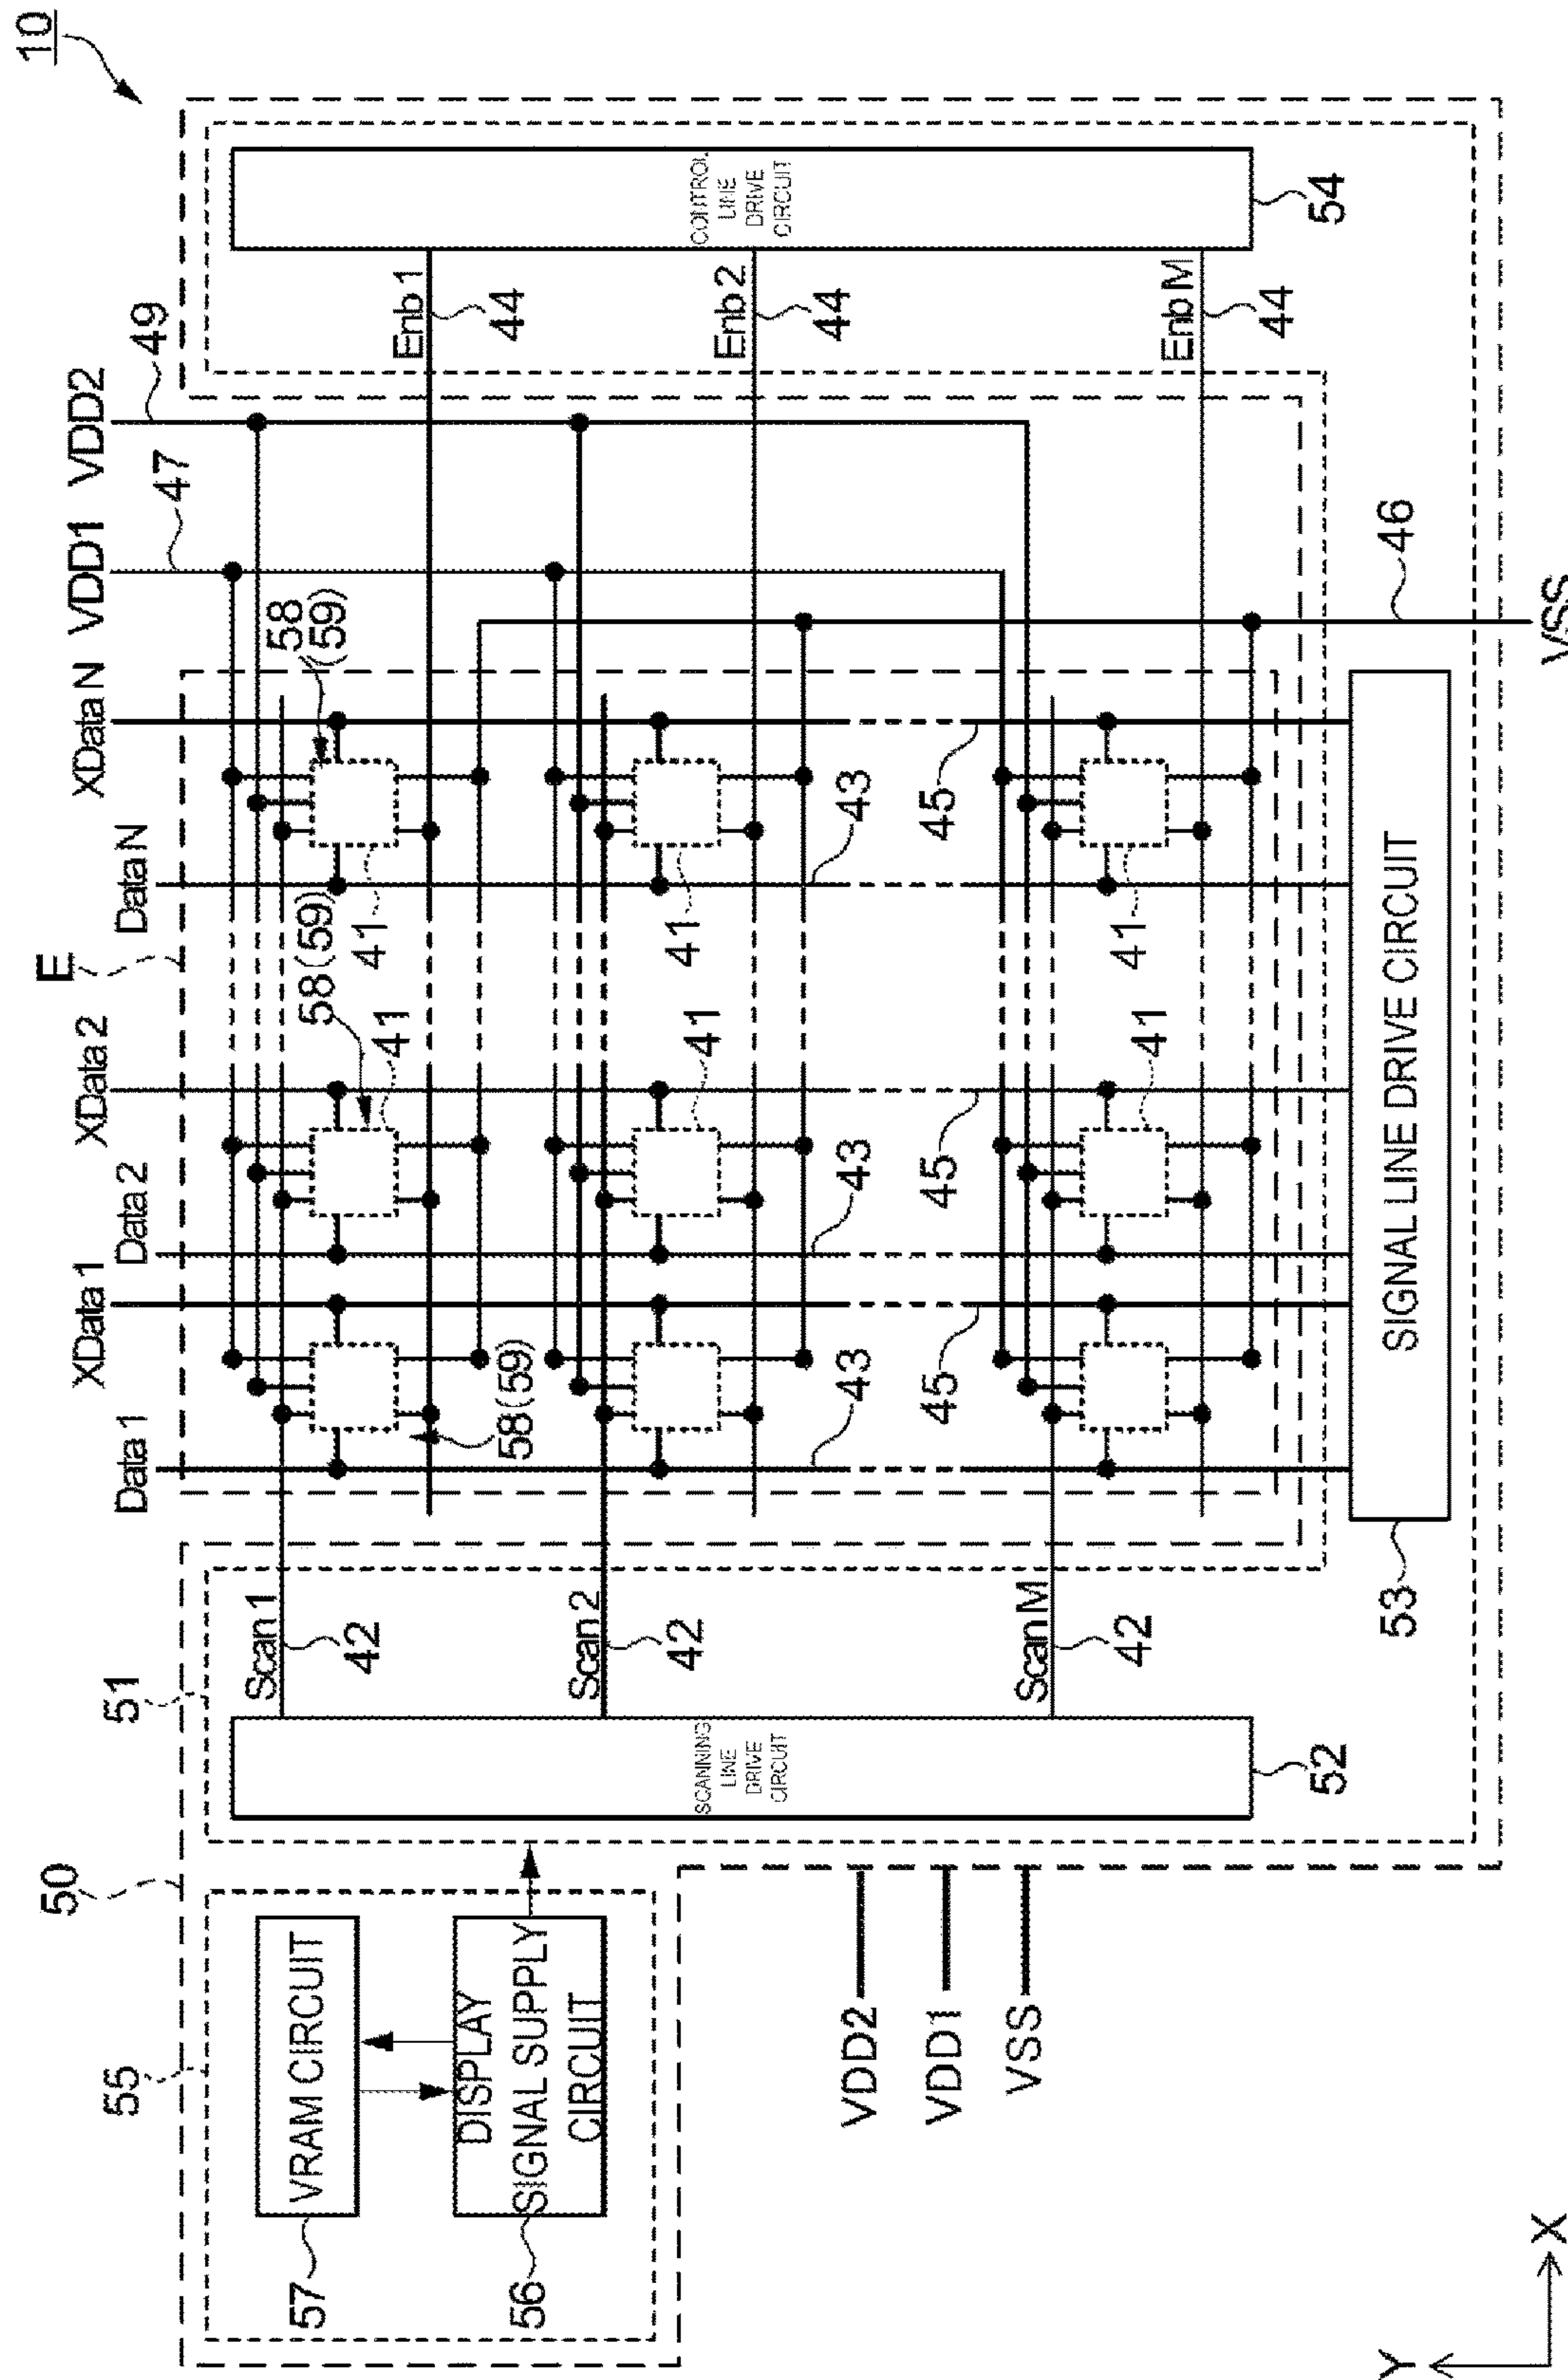 10
Data 1
XData 1
Data 2
XData 2
E
Data N
XData N
VDD1
47
VDD2
49
50
51
55
57
VRAM CIRCUIT
56
DISPLAY
SIGNAL SUPPLY
CIRCUIT
SCANNING
LINE
DRIVE
CIRCUIT
52
Scan 1
42
Scan 2
42
Scan M
42
58 (59)
58 (59)
58
(59)
41
41
41
41
41
41
43
43
43
45
45
45
Enb 1
44
Enb 2
44
Enb M
44
CONTROL
LINE
DRIVE
CIRCUIT
54
SIGNAL LINE DRIVE CIRCUIT
53
46
VSS
VDD2
VDD1
VSS
Y
X